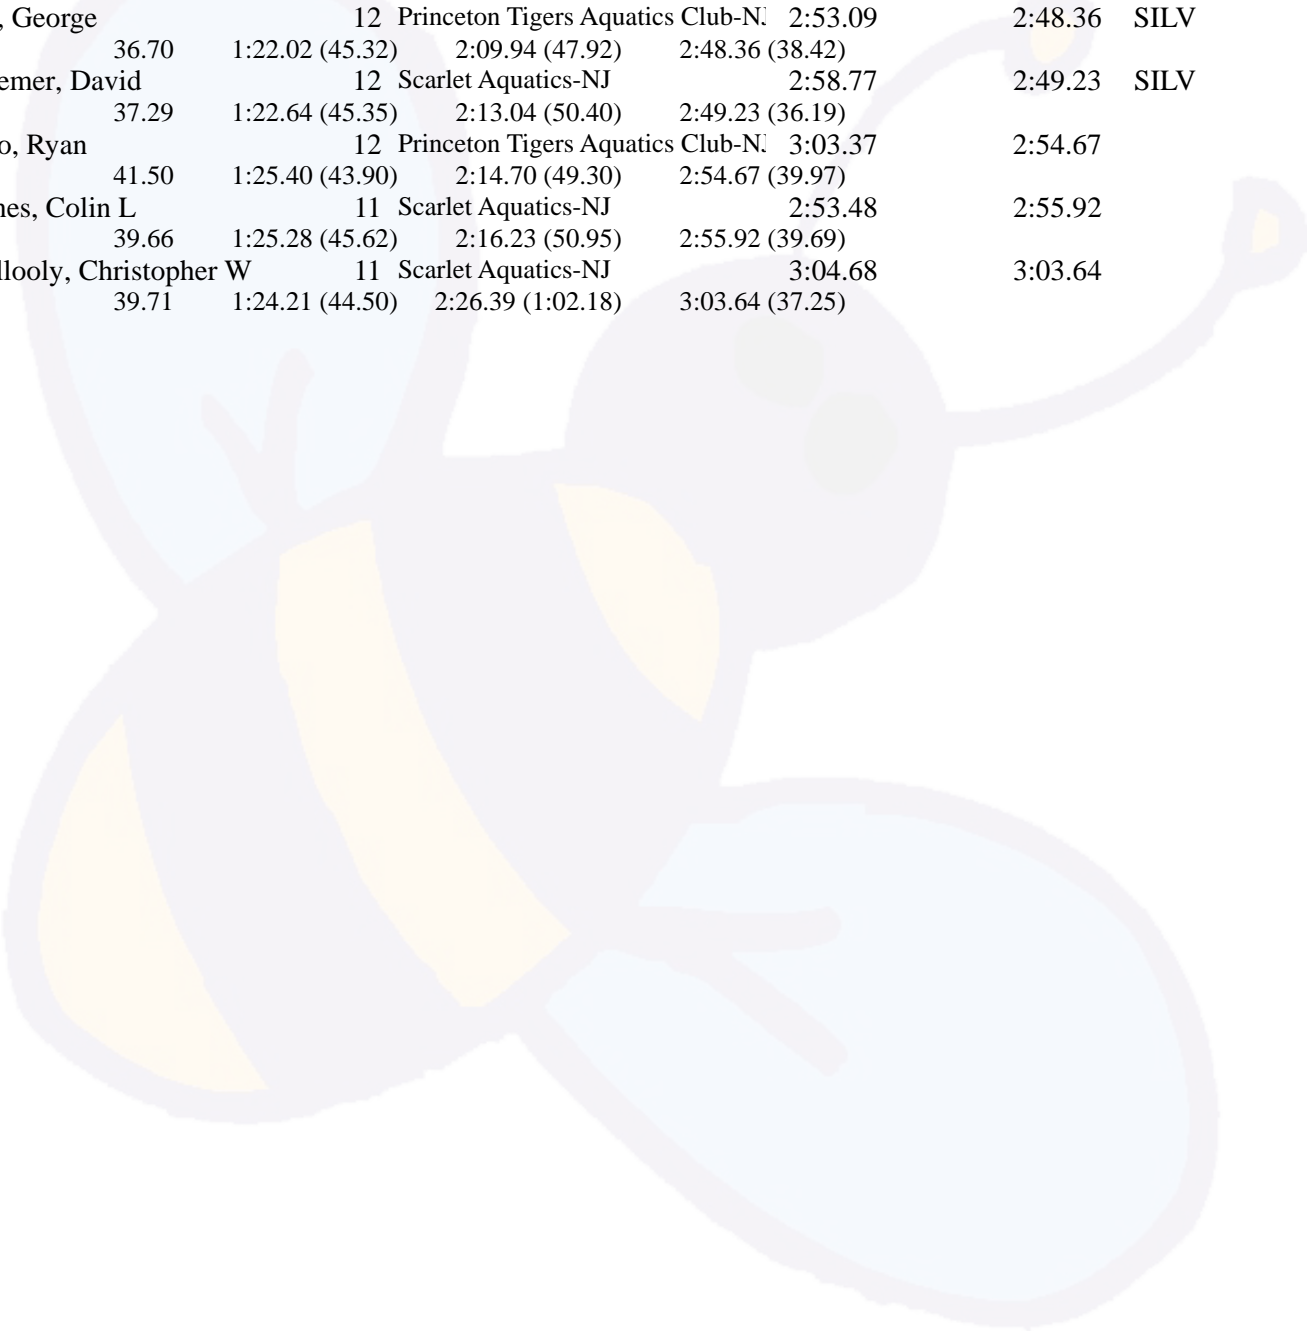 , George 12 Princeton Tigers Aquatics Club-NJ 2:53.09 2:48.36 SILV
36.70 1:22.02 (45.32) 2:09.94 (47.92) 2:48.36 (38.42)
emer, David 12 Scarlet Aquatics-NJ 2:58.77 2:49.23 SILV
37.29 1:22.64 (45.35) 2:13.04 (50.40) 2:49.23 (36.19)
o, Ryan 12 Princeton Tigers Aquatics Club-NJ 3:03.37 2:54.67
41.50 1:25.40 (43.90) 2:14.70 (49.30) 2:54.67 (39.97)
nes, Colin L 11 Scarlet Aquatics-NJ 2:53.48 2:55.92
39.66 1:25.28 (45.62) 2:16.23 (50.95) 2:55.92 (39.69)
llooly, Christopher W 11 Scarlet Aquatics-NJ 3:04.68 3:03.64
39.71 1:24.21 (44.50) 2:26.39 (1:02.18) 3:03.64 (37.25)